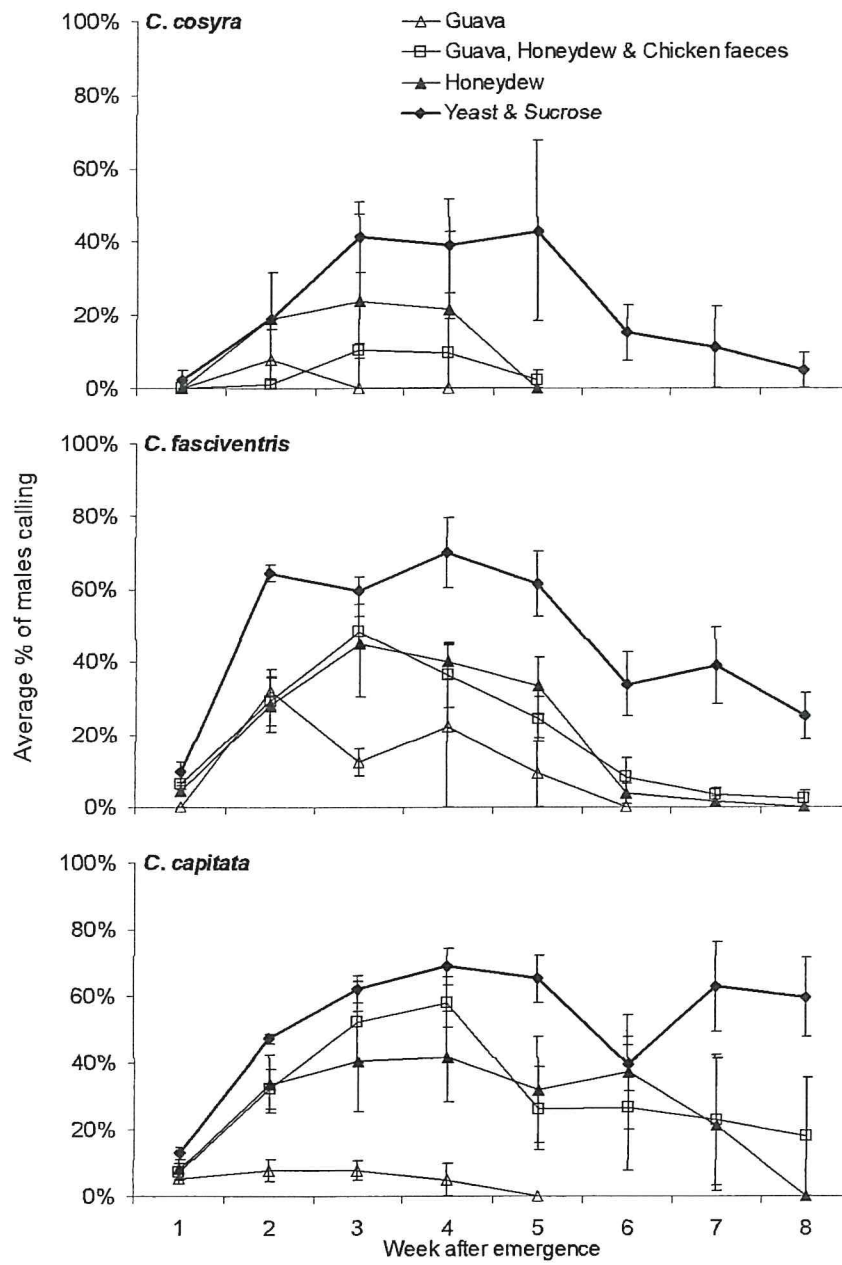 100%
C. cosyra
Guava
Guava, Honeydew & Chicken faeces
Honeydew
Yeast & Sucrose
80%
60%
40%
20%
0%
100%
C. fasciventris
80%
60%
40%
20%
0%
Average % of males calling
100%
C. capitata
80%
60%
40%
20%
0%
1 2 3 4 5 6 7 8
Week after emergence